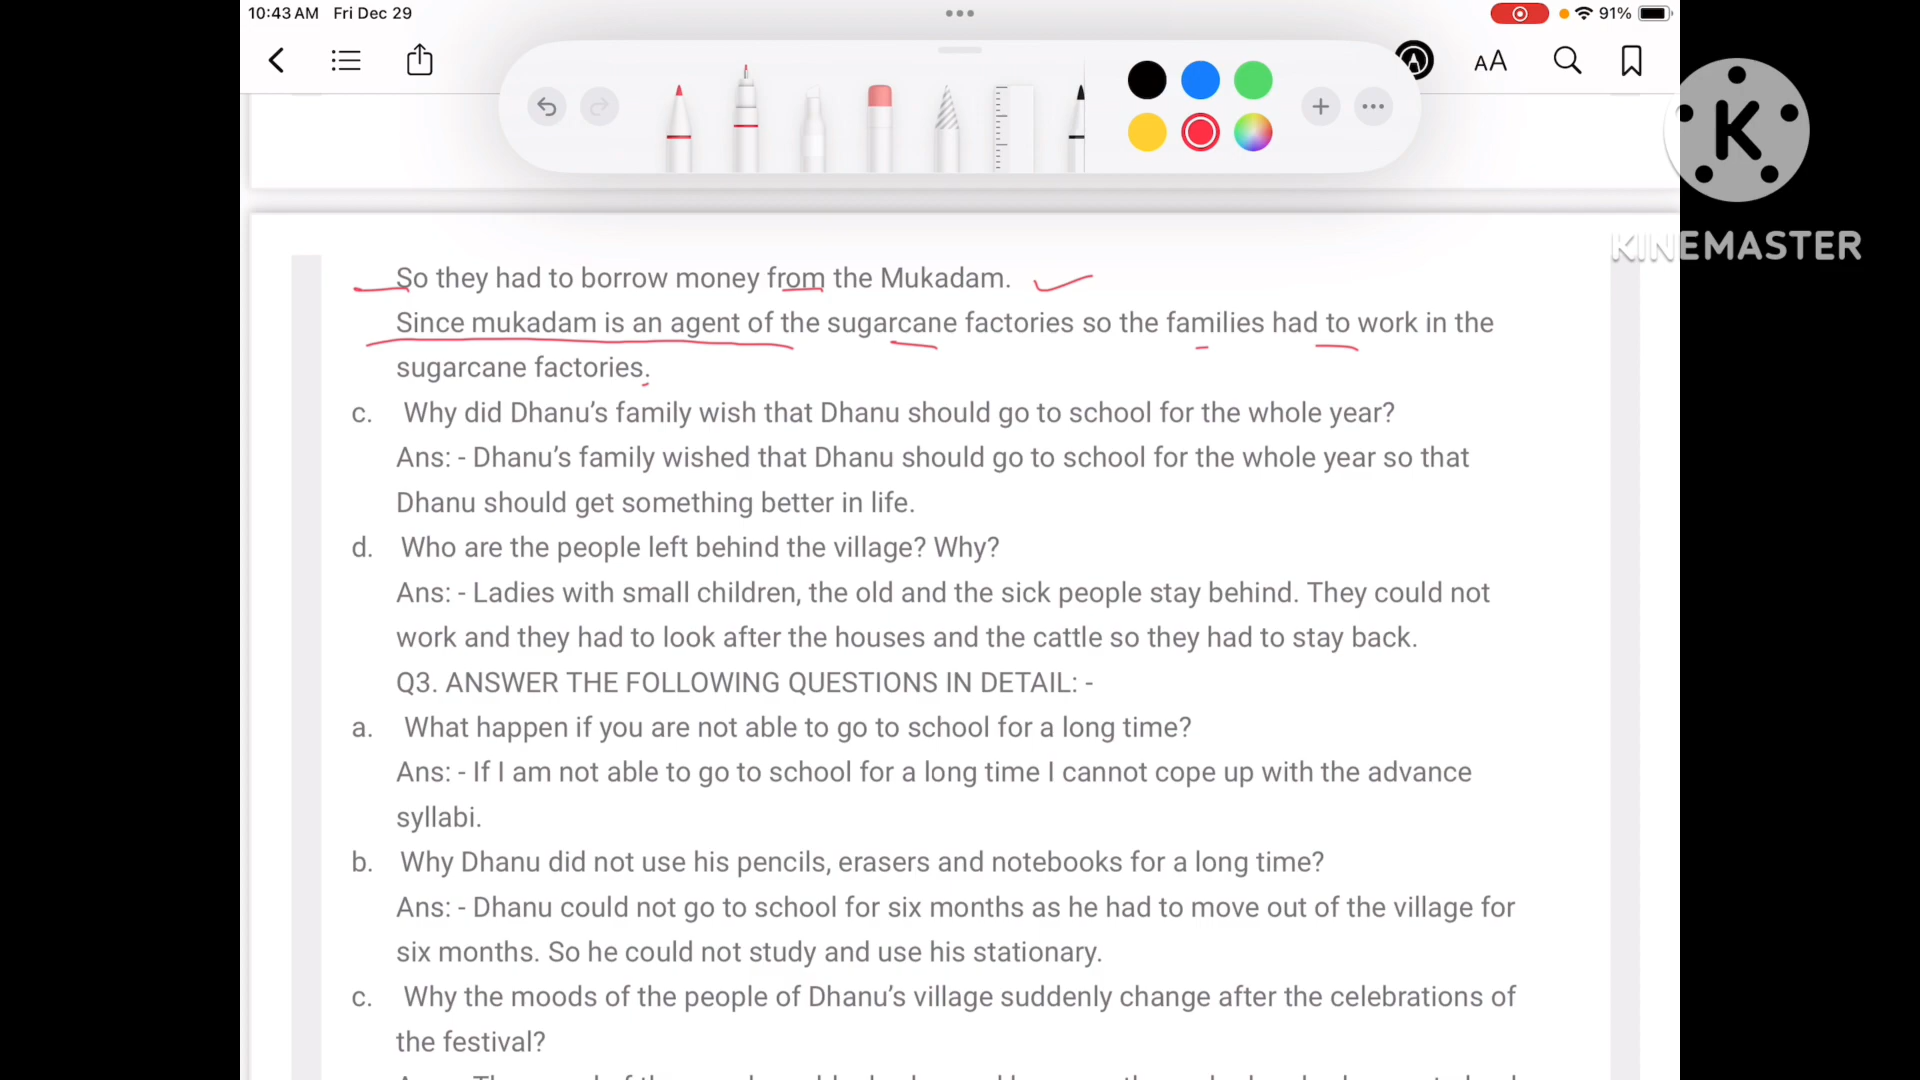 10:43 AM Fri Dec 29
91%
AA
K
KINEMASTER
So they had to borrow money from the Mukadam.
Since mukadam is an agent of the sugarcane factories so the families had to work in the
sugarcane factories.
c. Why did Dhanu’s family wish that Dhanu should go to school for the whole year?
Ans: - Dhanu’s family wished that Dhanu should go to school for the whole year so that
Dhanu should get something better in life.
d. Who are the people left behind the village? Why?
Ans: - Ladies with small children, the old and the sick people stay behind. They could not
work and they had to look after the houses and the cattle so they had to stay back.
Q3. ANSWER THE FOLLOWING QUESTIONS IN DETAIL: -
a. What happen if you are not able to go to school for a long time?
Ans: - If I am not able to go to school for a long time I cannot cope up with the advance
syllabi.
b. Why Dhanu did not use his pencils, erasers and notebooks for a long time?
Ans: - Dhanu could not go to school for six months as he had to move out of the village for
six months. So he could not study and use his stationary.
c. Why the moods of the people of Dhanu’s village suddenly change after the celebrations of
the festival?